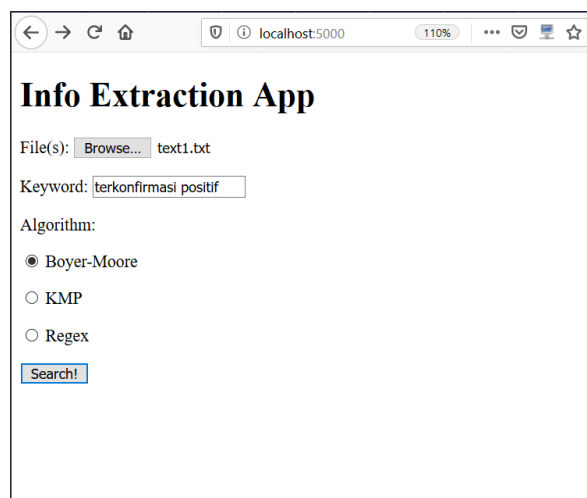 localhost:5000 110%
Info Extraction App
File(s): Browse... text1.txt
Keyword: terkonfirmasi positif
Algorithm:
Boyer-Moore
KMP
Regex
Search!